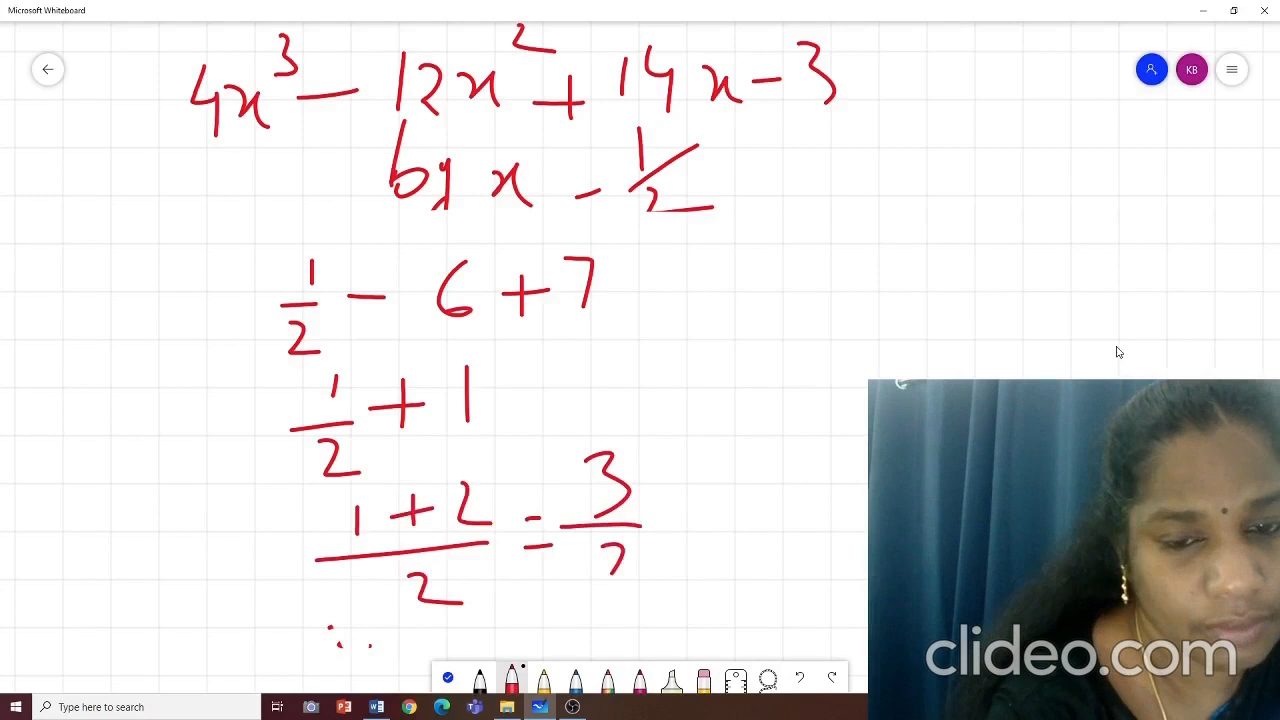 Microsoft Whiteboard
4x³ - 12x² + 14x - 3
by x - 1/2
KB
1/2 - 6 + 7
1/2 + 1
(1 + 2)/2 = 3/2
∴
clideo.com
Type here to search